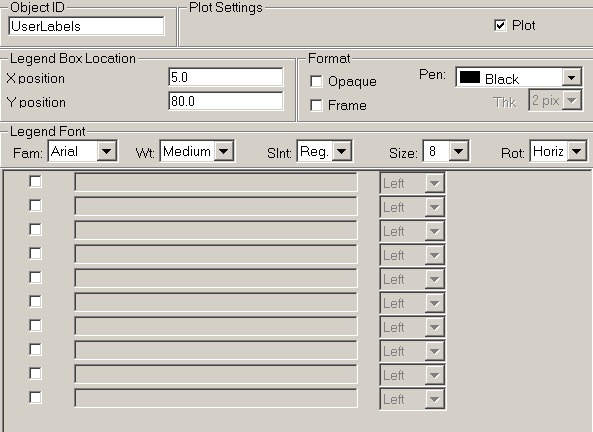 Object ID
UserLabels
Plot Settings
Plot
Legend Box Location
X position 5.0
Y position 80.0
Format
Opaque
Frame
Pen: Black
Thk 2 pix
Legend Font
Fam: Arial Wt: Medium Slnt: Reg. Size: 8 Rot: Horiz
Left
Left
Left
Left
Left
Left
Left
Left
Left
Left